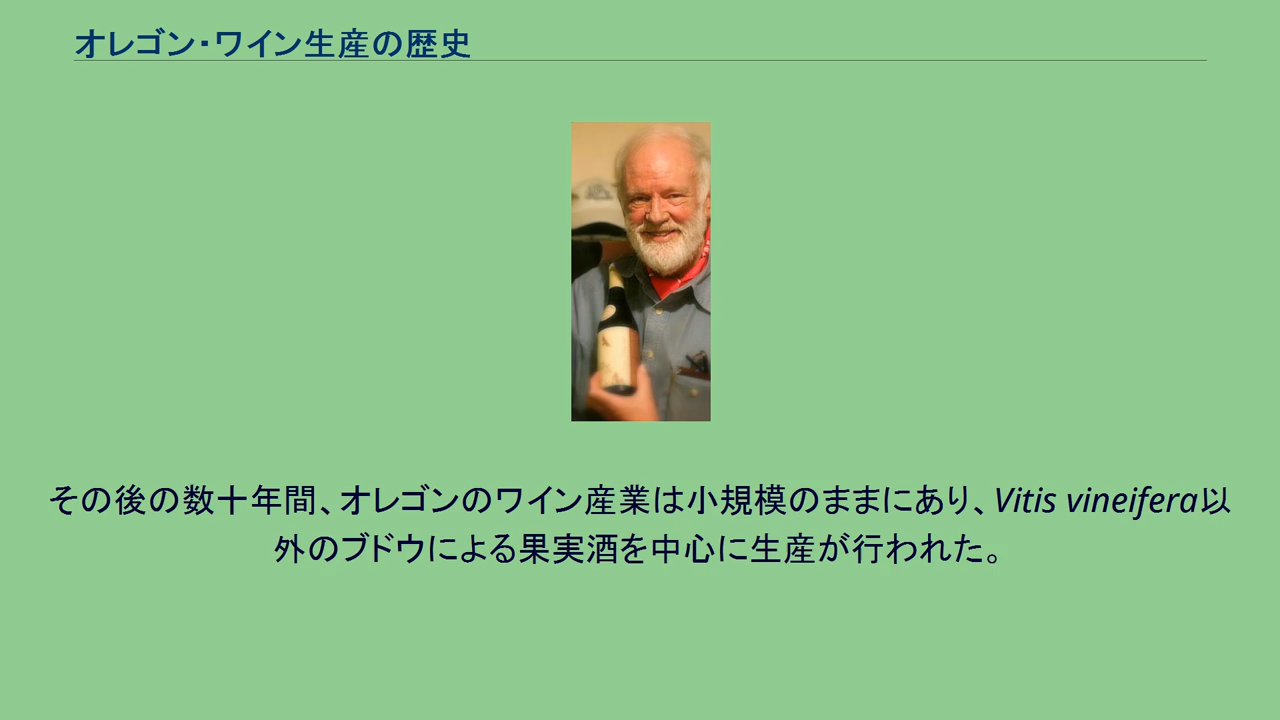 オレゴン・ワイン生産の歴史
その後の数十年間、オレゴンのワイン産業は小規模のままにあり、Vitis vineifera以
外のブドウによる果実酒を中心に生産が行われた。